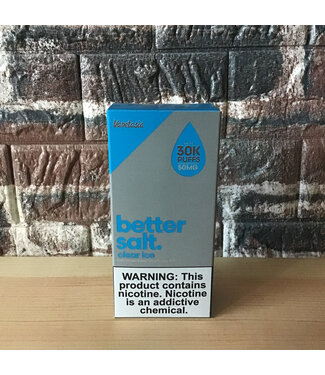 30K
PUFFS
50MG
better
salt.
clear ice
WARNING: This
product contains
nicotine. Nicotine
is an addictive
chemical.